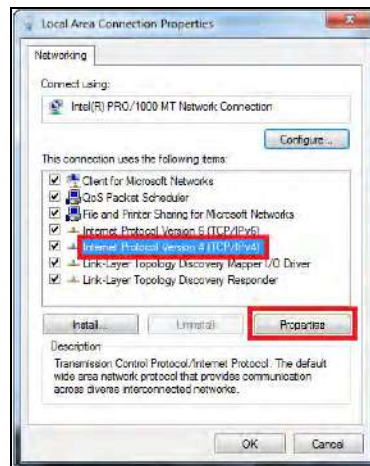 Local Area Connection Properties
Networking
Connect using:
Intel(R) PRO/1000 MT Network Connection
Configure...
This connection uses the following items:
Client for Microsoft Networks
QoS Packet Scheduler
File and Printer Sharing for Microsoft Networks
Internet Protocol Version 6 (TCP/IPv6)
Internet Protocol Version 4 (TCP/IPv4)
Link-Layer Topology Discovery Mapper I/O Driver
Link-Layer Topology Discovery Responder
Install...
Uninstall
Properties
Description
Transmission Control Protocol/Internet Protocol. The default
wide area network protocol that provides communication
across diverse interconnected networks.
OK
Cancel